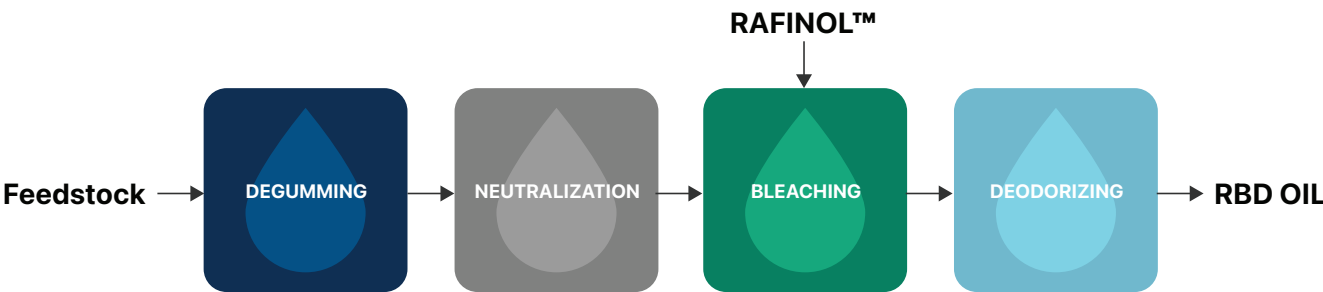 RAFINOL™
Feedstock
DEGUMMING
NEUTRALIZATION
BLEACHING
DEODORIZING
RBD OIL